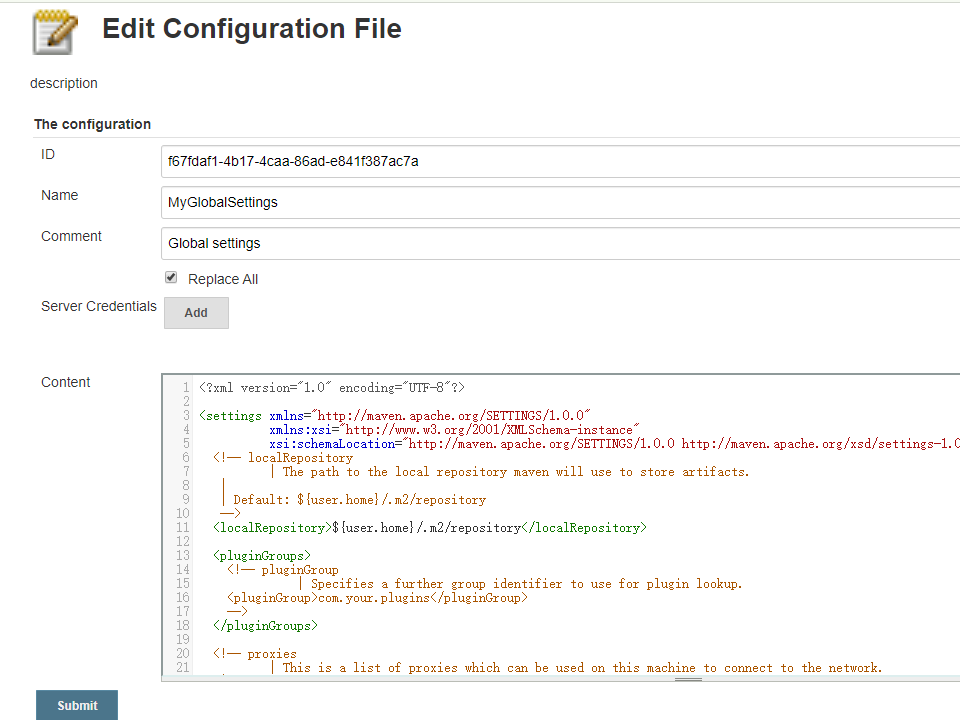 Edit Configuration File
description
The configuration
ID
f67fdaf1-4b17-4caa-86ad-e841f387ac7a
Name
MyGlobalSettings
Comment
Global settings
Replace All
Server Credentials
Add
Content
1 <?xml version="1.0" encoding="UTF-8"?>
2
3 <settings xmlns="http://maven.apache.org/SETTINGS/1.0.0"
4 xmlns:xsi="http://www.w3.org/2001/XMLSchema-instance"
5 xsi:schemaLocation="http://maven.apache.org/SETTINGS/1.0.0 http://maven.apache.org/xsd/settings-1.0
6 <!-- localRepository
7 | The path to the local repository maven will use to store artifacts.
8 |
9 | Default: ${user.home}/.m2/repository
10 -->
11 <localRepository>${user.home}/.m2/repository</localRepository>
12
13 <pluginGroups>
14 <!-- pluginGroup
15 | Specifies a further group identifier to use for plugin lookup.
16 <pluginGroup>com.your.plugins</pluginGroup>
17 -->
18 </pluginGroups>
19
20 <!-- proxies
21 | This is a list of proxies which can be used on this machine to connect to the network.
Submit